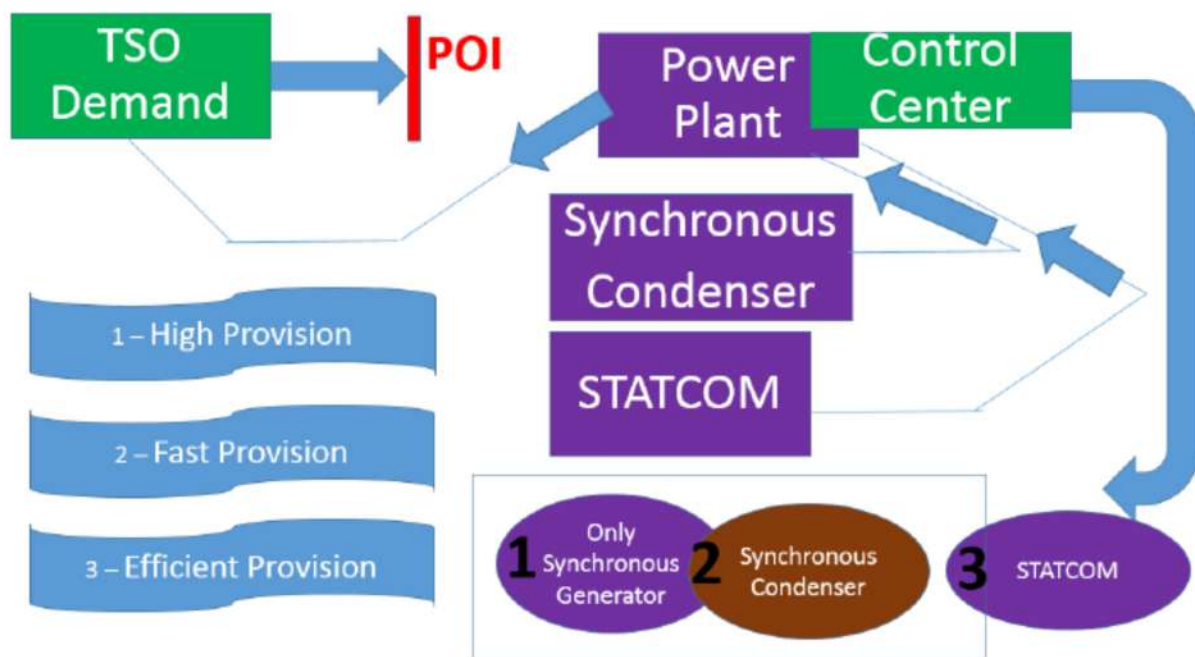 TSO
Demand
POI
Power
Plant
Control
Center
Synchronous
Condenser
STATCOM
1 – High Provision
2 – Fast Provision
3 – Efficient Provision
1
Only
Synchronous
Generator
2
Synchronous
Condenser
3
STATCOM